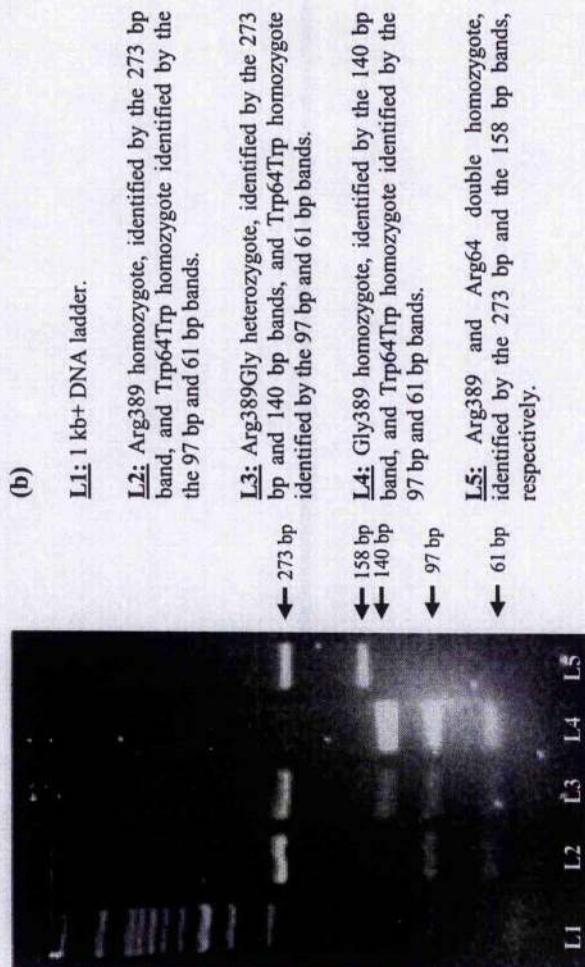 (b)
L1: 1 kb+ DNA ladder.
L2: Arg389 homozygote, identified by the 273 bp
band, and Trp64Trp homozygote identified by the
the 97 bp and 61 bp bands.
L3: Arg389Gly heterozygote, identified by the 273
bp and 140 bp bands, and Trp64Trp homozygote
identified by the 97 bp and 61 bp bands.
L4: Gly389 homozygote, identified by the 140 bp
band, and Trp64Trp homozygote identified by the
97 bp and 61 bp bands.
L5: Arg389 and Arg64 double homozygote,
identified by the 273 bp and the 158 bp bands,
respectively.
273 bp
158 bp
140 bp
97 bp
61 bp
L1 L2 L3 L4 L5